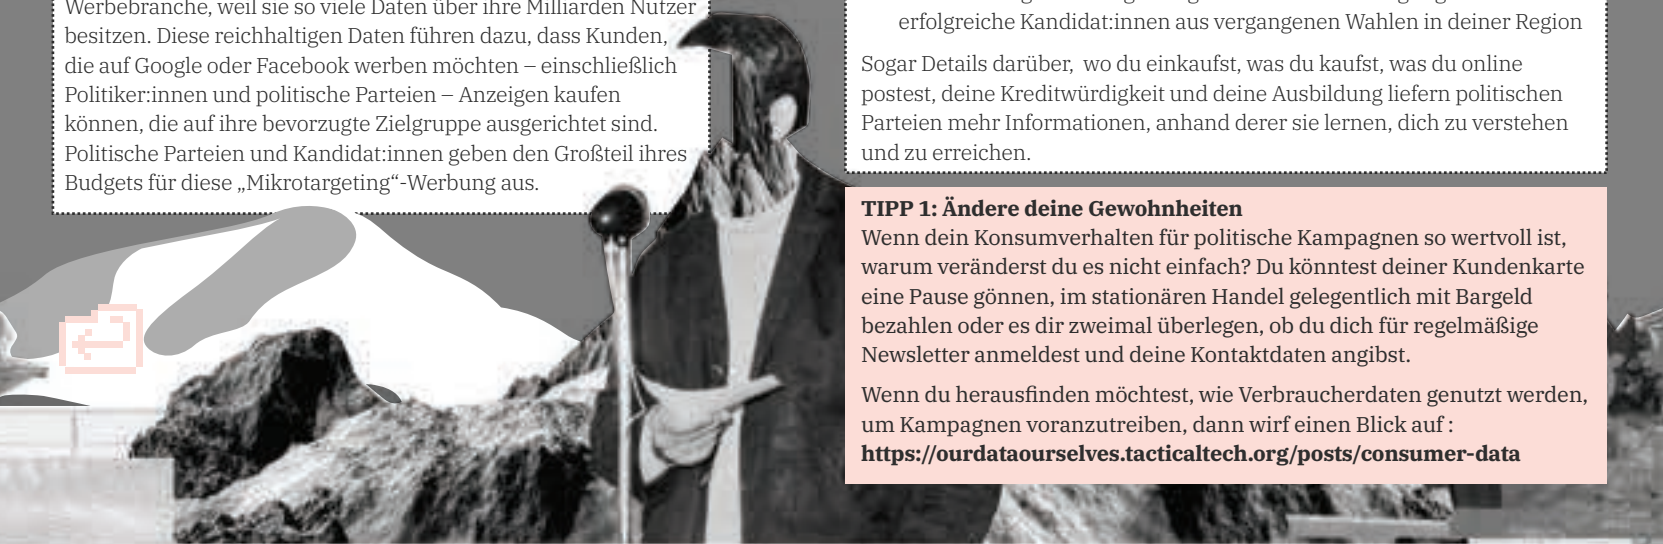 Werbebranche, weil sie so viele Daten über ihre Milliarden Nutzer
besitzen. Diese reichhaltigen Daten führen dazu, dass Kunden,
die auf Google oder Facebook werben möchten – einschließlich
Politiker:innen und politische Parteien – Anzeigen kaufen
können, die auf ihre bevorzugte Zielgruppe ausgerichtet sind.
Politische Parteien und Kandidat:innen geben den Großteil ihres
Budgets für diese „Mikrotargeting“-Werbung aus.
erfolgreiche Kandidat:innen aus vergangenen Wahlen in deiner Region
Sogar Details darüber, wo du einkaufst, was du kaufst, was du online
postest, deine Kreditwürdigkeit und deine Ausbildung liefern politischen
Parteien mehr Informationen, anhand derer sie lernen, dich zu verstehen
und zu erreichen.
TIPP 1: Ändere deine Gewohnheiten
Wenn dein Konsumverhalten für politische Kampagnen so wertvoll ist,
warum veränderst du es nicht einfach? Du könntest deiner Kundenkarte
eine Pause gönnen, im stationären Handel gelegentlich mit Bargeld
bezahlen oder es dir zweimal überlegen, ob du dich für regelmäßige
Newsletter anmeldest und deine Kontaktdaten angibst.
Wenn du herausfinden möchtest, wie Verbraucherdaten genutzt werden,
um Kampagnen voranzutreiben, dann wirf einen Blick auf :
https://ourdataourselves.tacticaltech.org/posts/consumer-data